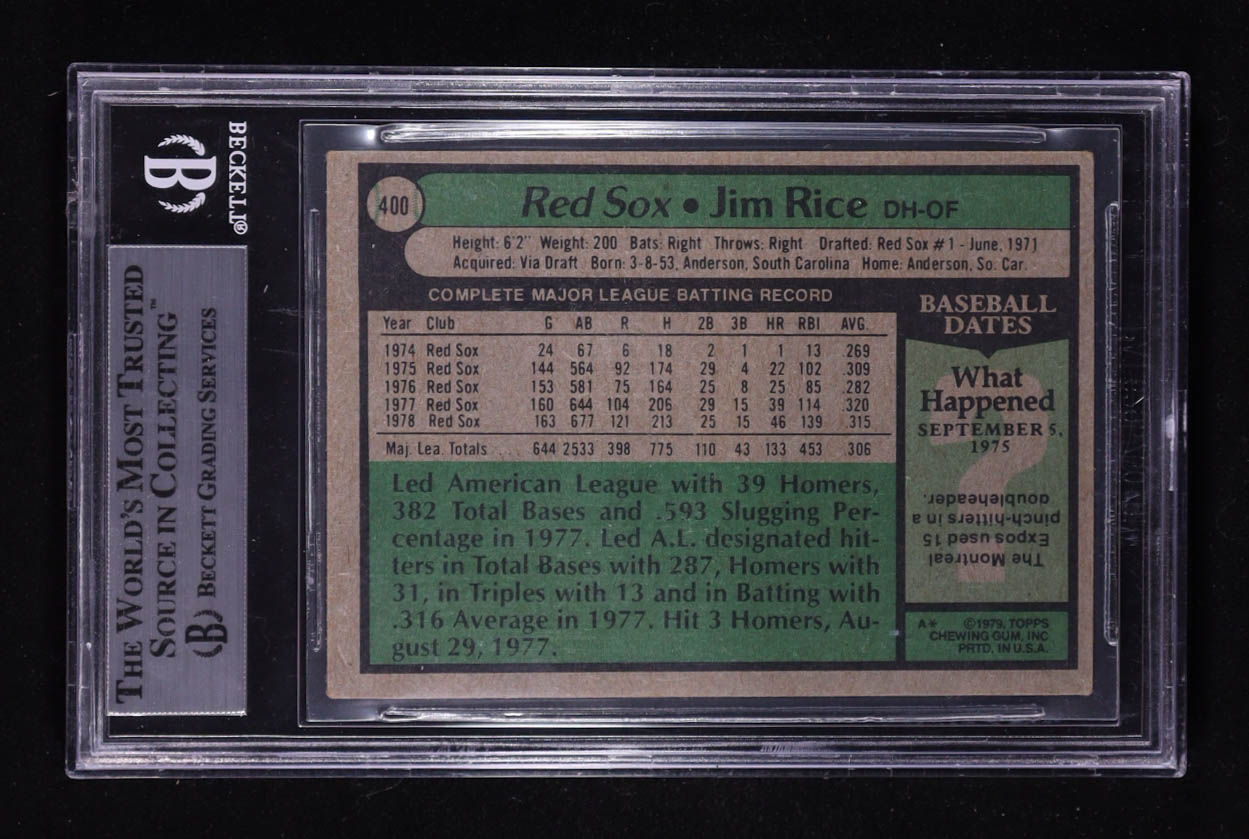 BECKETT®
THE WORLD'S MOST TRUSTED
SOURCE IN COLLECTING™
B BECKETT GRADING SERVICES
400
Red Sox • Jim Rice DH-OF
Height: 6'2" Weight: 200 Bats: Right Throws: Right Drafted: Red Sox #1 - June, 1971
Acquired: Via Draft Born: 3-8-53, Anderson, South Carolina Home: Anderson, So. Car.
COMPLETE MAJOR LEAGUE BATTING RECORD
Year Club G AB R H 2B 3B HR RBI AVG.
1974 Red Sox 24 67 6 18 2 1 1 13 .269
1975 Red Sox 144 564 92 174 29 4 22 102 .309
1976 Red Sox 153 581 75 164 25 8 25 85 .282
1977 Red Sox 160 644 104 206 29 15 39 114 .320
1978 Red Sox 163 677 121 213 25 15 46 139 .315
Maj. Lea. Totals .... 644 2533 398 775 110 43 133 453 .306
Led American League with 39 Homers,
382 Total Bases and .593 Slugging Per-
centage in 1977. Led A.L. designated hit-
ters in Total Bases with 287, Homers with
31, in Triples with 13 and in Batting with
.316 Average in 1977. Hit 3 Homers, Au-
gust 29, 1977.
BASEBALL
DATES
What
Happened
SEPTEMBER 5,
1975
?
The Montreal
Expos used 15
pinch-hitters in a
doubleheader.
A* ©1979, TOPPS
CHEWING GUM, INC
PRTD. IN U.S.A.